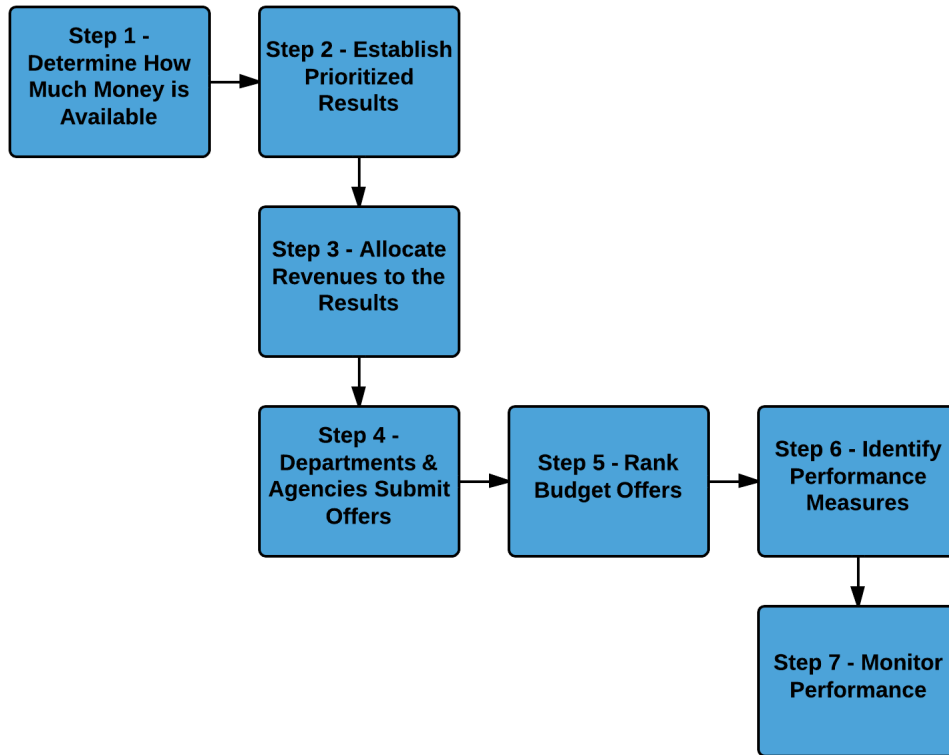 Step 1 -
Determine How
Much Money is
Available
Step 2 - Establish
Prioritized
Results
Step 3 - Allocate
Revenues to the
Results
Step 4 -
Departments &
Agencies Submit
Offers
Step 5 - Rank
Budget Offers
Step 6 - Identify
Performance
Measures
Step 7 - Monitor
Performance